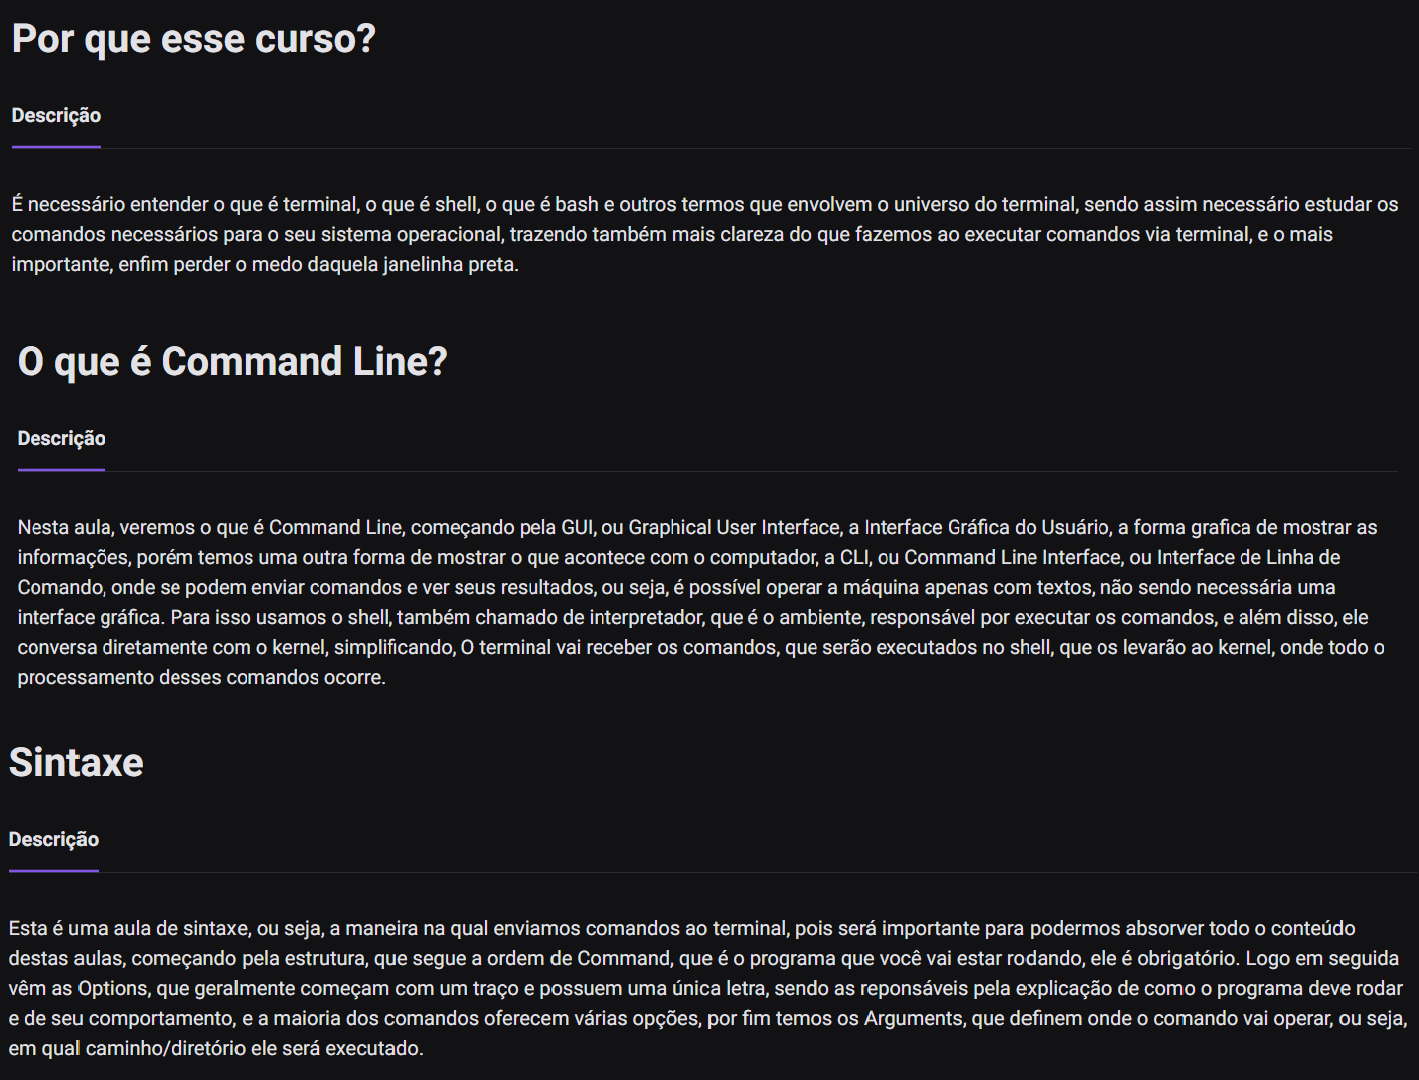 Por que esse curso?
Descrição
É necessário entender o que é terminal, o que é shell, o que é bash e outros termos que envolvem o universo do terminal, sendo assim necessário estudar os
comandos necessários para o seu sistema operacional, trazendo também mais clareza do que fazemos ao executar comandos via terminal, e o mais
importante, enfim perder o medo daquela janelinha preta.
O que é Command Line?
Descrição
Nesta aula, veremos o que é Command Line, começando pela GUI, ou Graphical User Interface, a Interface Gráfica do Usuário, a forma grafica de mostrar as
informações, porém temos uma outra forma de mostrar o que acontece com o computador, a CLI, ou Command Line Interface, ou Interface de Linha de
Comando, onde se podem enviar comandos e ver seus resultados, ou seja, é possível operar a máquina apenas com textos, não sendo necessária uma
interface gráfica. Para isso usamos o shell, também chamado de interpretador, que é o ambiente, responsável por executar os comandos, e além disso, ele
conversa diretamente com o kernel, simplificando, O terminal vai receber os comandos, que serão executados no shell, que os levarão ao kernel, onde todo o
processamento desses comandos ocorre.
Sintaxe
Descrição
Esta é uma aula de sintaxe, ou seja, a maneira na qual enviamos comandos ao terminal, pois será importante para podermos absorver todo o conteúdo
destas aulas, começando pela estrutura, que segue a ordem de Command, que é o programa que você vai estar rodando, ele é obrigatório. Logo em seguida
vêm as Options, que geralmente começam com um traço e possuem uma única letra, sendo as reponsáveis pela explicação de como o programa deve rodar
e de seu comportamento, e a maioria dos comandos oferecem várias opções, por fim temos os Arguments, que definem onde o comando vai operar, ou seja,
em qual caminho/diretório ele será executado.